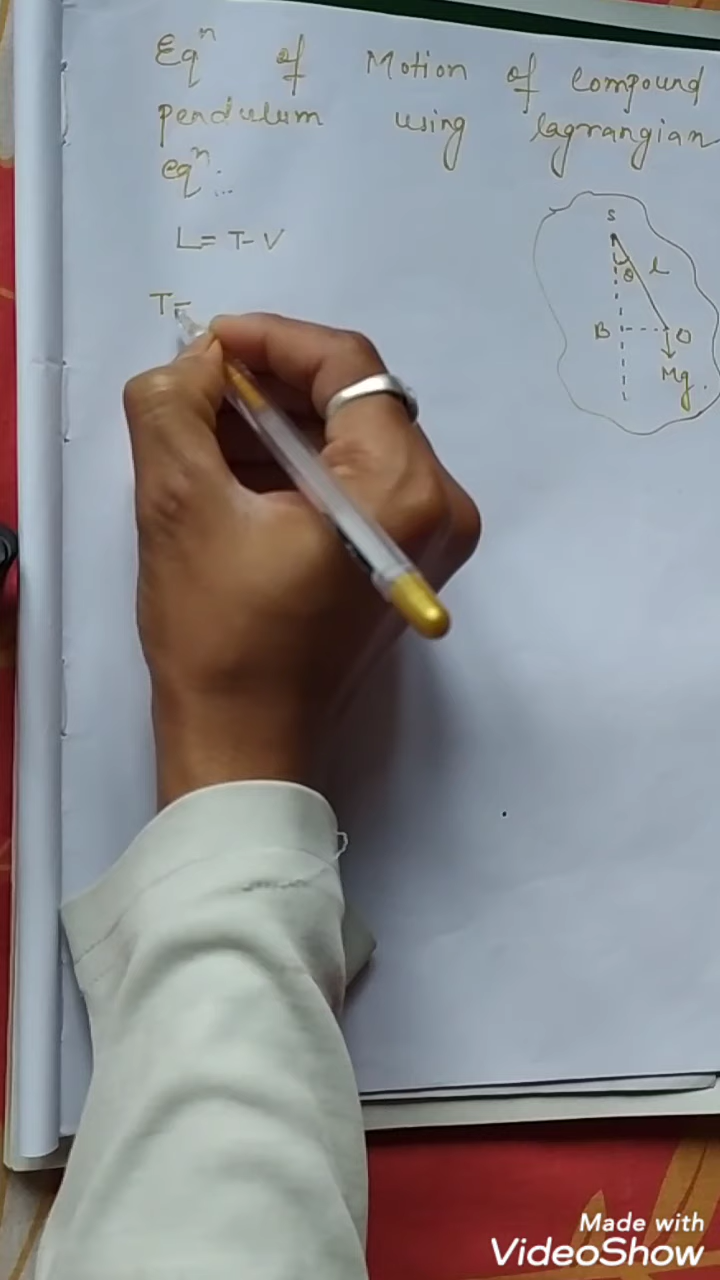 Eqⁿ of Motion of compound
pendulum using lagrangian
eqⁿ:...
L= T-V
T=
S
θ
l
B
O
Mg.
Made with
VideoShow